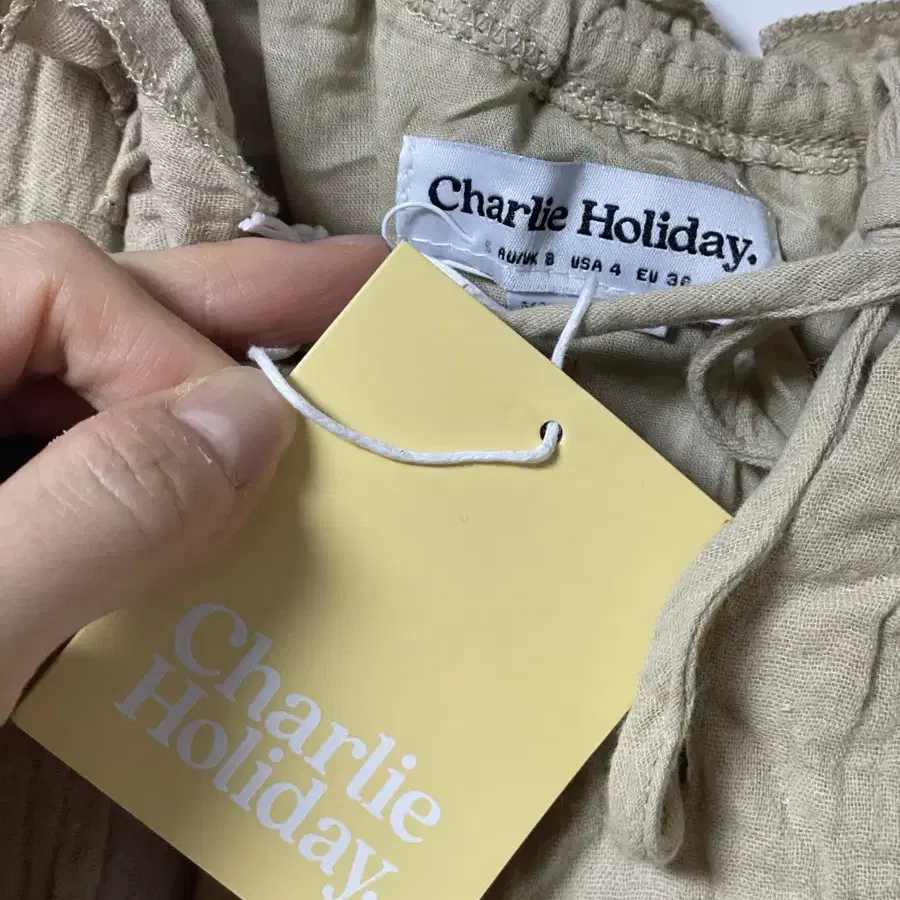 Charlie Holiday.
S AU/UK 8 USA 4 EU 36
Charlie
Holiday.